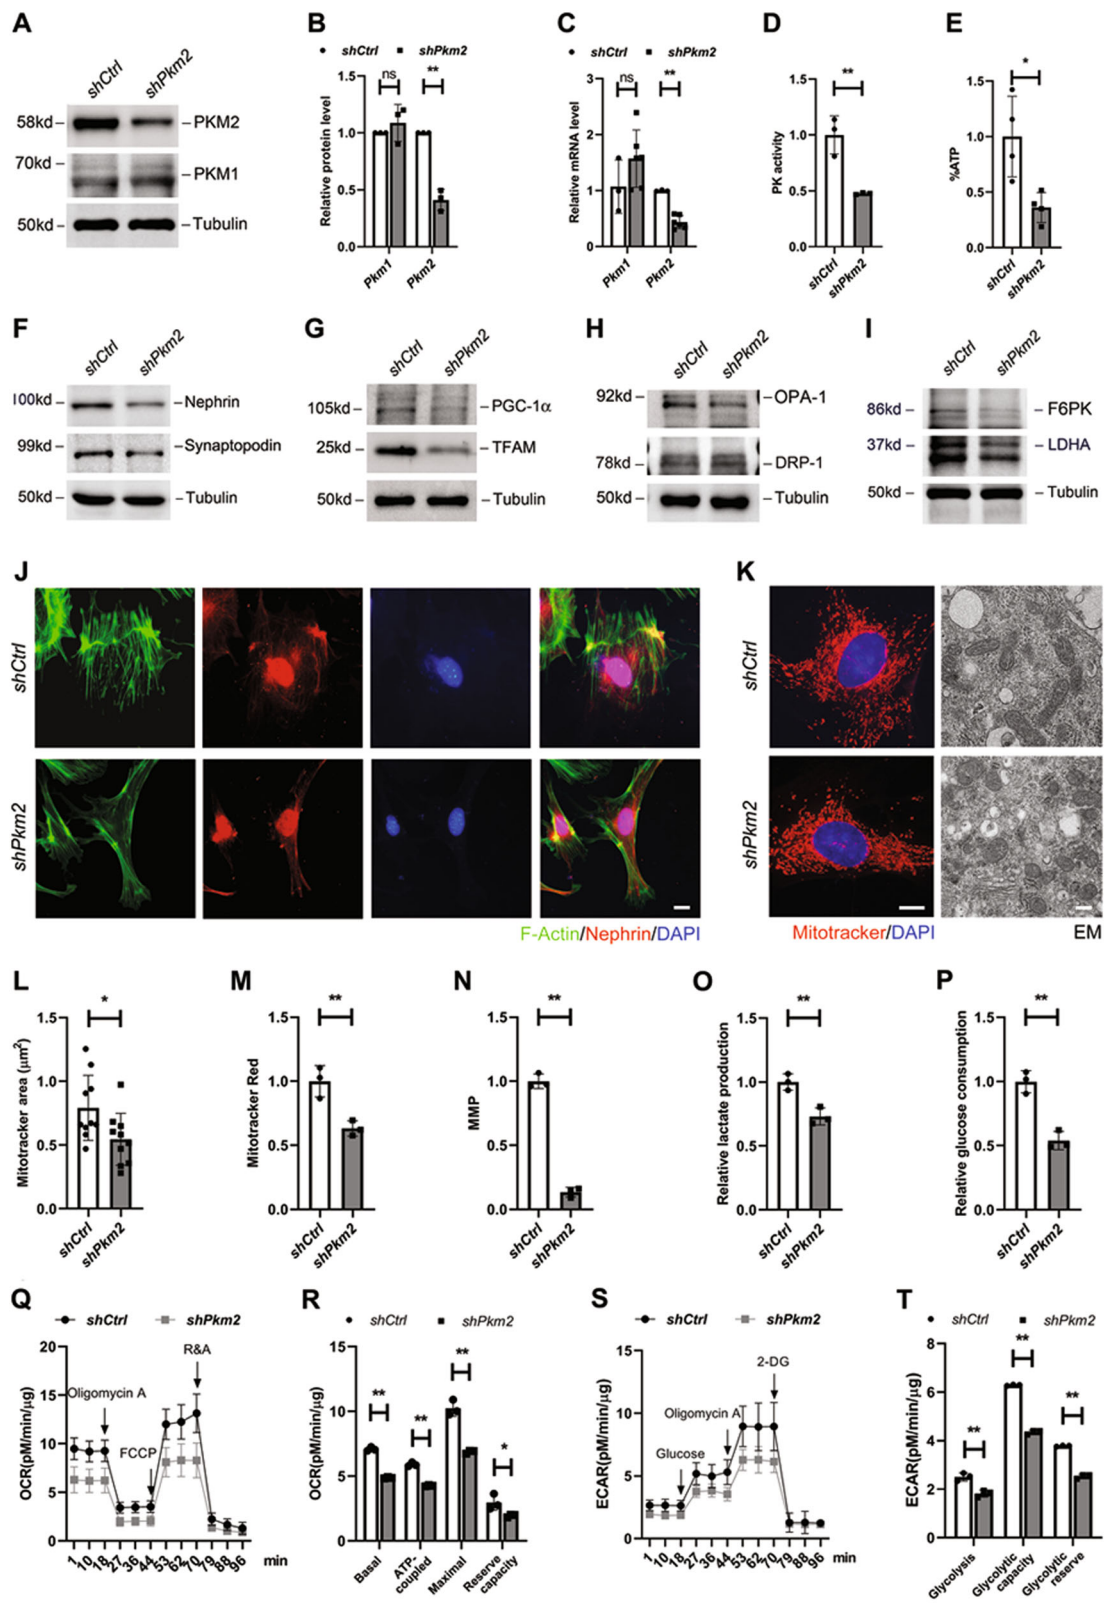 A
shCtrl
shPkm2
58kd
PKM2
70kd
PKM1
50kd
Tubulin
B
shCtrl
shPkm2
ns
**
1.5
1.0
0.5
0.0
Relative protein level
Pkm1
Pkm2
C
shCtrl
shPkm2
ns
**
3
2
1
0
Relative mRNA level
Pkm1
Pkm2
D
**
1.5
1.0
0.5
0.0
PK activity
shCtrl
shPkm2
E
*
1.5
1.0
0.5
0.0
%ATP
shCtrl
shPkm2
F
shCtrl
shPkm2
100kd
Nephrin
99kd
Synaptopodin
50kd
Tubulin
G
shCtrl
shPkm2
105kd
PGC-1α
25kd
TFAM
50kd
Tubulin
H
shCtrl
shPkm2
92kd
OPA-1
78kd
DRP-1
50kd
Tubulin
I
shCtrl
shPkm2
86kd
F6PK
37kd
LDHA
50kd
Tubulin
J
shCtrl
shPkm2
F-Actin/Nephrin/DAPI
K
shCtrl
shPkm2
Mitotracker/DAPI
EM
L
*
1.5
1.0
0.5
0.0
Mitotracker area (μm²)
shCtrl
shPkm2
M
**
1.5
1.0
0.5
0.0
Mitotracker Red
shCtrl
shPkm2
N
**
1.5
1.0
0.5
0.0
MMP
shCtrl
shPkm2
O
**
1.5
1.0
0.5
0.0
Relative lactate production
shCtrl
shPkm2
P
**
1.5
1.0
0.5
0.0
Relative glucose consumption
shCtrl
shPkm2
Q
shCtrl
shPkm2
20
15
10
5
0
OCR(pM/min/μg)
Oligomycin A
FCCP
R&A
1 10 18 27 36 44 53 62 70 79 88 96 min
R
shCtrl
shPkm2
15
10
5
0
OCR(pM/min/μg)
**
**
**
*
Basal
ATP-coupled
Maximal
Reserve capacity
S
shCtrl
shPkm2
15
10
5
0
ECAR(pM/min/μg)
Glucose
Oligomycin A
2-DG
1 10 18 27 36 44 53 62 70 79 88 96 min
T
shCtrl
shPkm2
8
6
4
2
0
ECAR(pM/min/μg)
**
**
**
Glycolysis
Glycolytic capacity
Glycolytic reserve